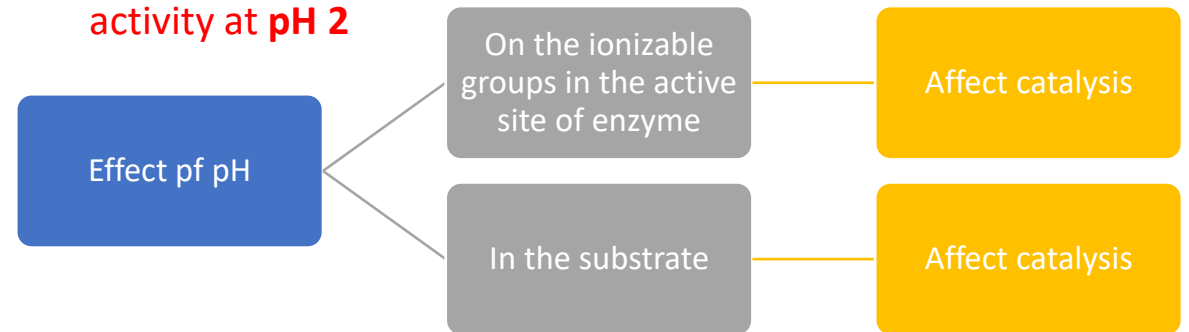 activity at pH 2
On the ionizable
groups in the active
site of enzyme
Affect catalysis
Effect pf pH
In the substrate
Affect catalysis